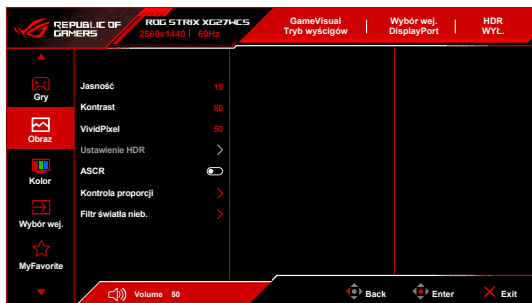 REPUBLIC OF
GAMERS
ROG STRIX XG27WCS
2560x1440 | 60Hz
GameVisual
Tryb wyścigów
Wybór wej.
DisplayPort
HDR
WYŁ.
Gry
Obraz
Kolor
Wybór wej.
MyFavorite
Jasność 15
Kontrast 80
VividPixel 50
Ustawienie HDR
ASCR
Kontrola proporcji
Filtr światła nieb.
Volume 50
Back
Enter
Exit